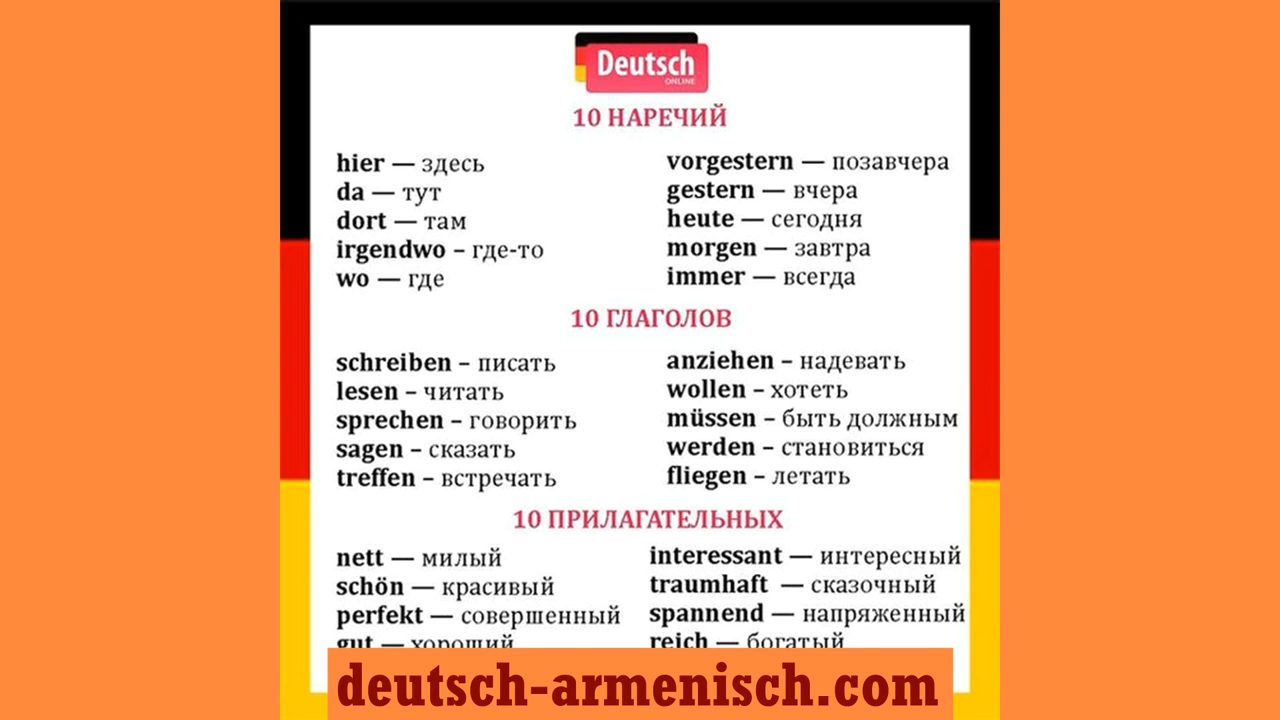 Deutsch
ONLINE
10 НАРЕЧИЙ
hier — здесь
da — тут
dort — там
irgendwo – где-то
wo — где
vorgestern — позавчера
gestern — вчера
heute — сегодня
morgen — завтра
immer — всегда
10 ГЛАГОЛОВ
schreiben – писать
lesen – читать
sprechen – говорить
sagen – сказать
treffen – встречать
anziehen – надевать
wollen – хотеть
müssen – быть должным
werden – становиться
fliegen – летать
10 ПРИЛАГАТЕЛЬНЫХ
nett — милый
schön — красивый
perfekt — совершенный
gut — хороший
interessant — интересный
traumhaft — сказочный
spannend — напряженный
reich — богатый
deutsch-armenisch.com